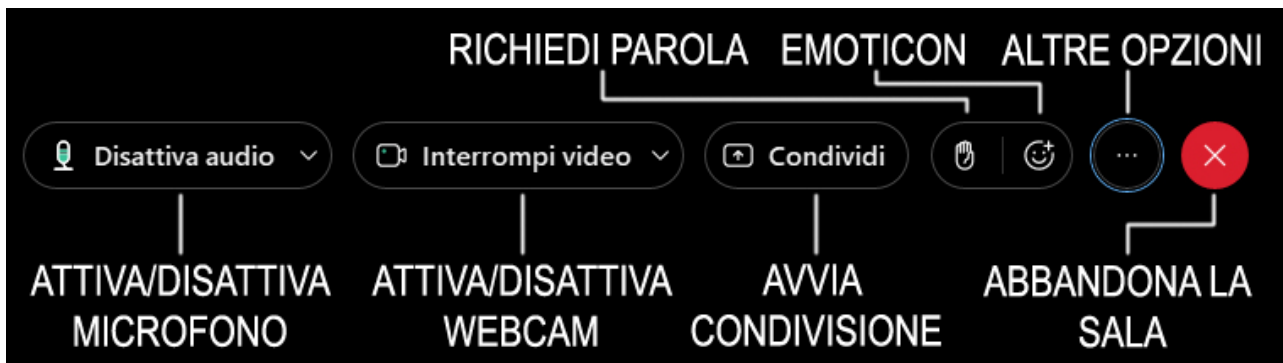 RICHIEDI PAROLA EMOTICON ALTRE OPZIONI
Disattiva audio Interrompi video Condividi
ATTIVA/DISATTIVA MICROFONO
ATTIVA/DISATTIVA WEBCAM
AVVIA CONDIVISIONE
ABBANDONA LA SALA